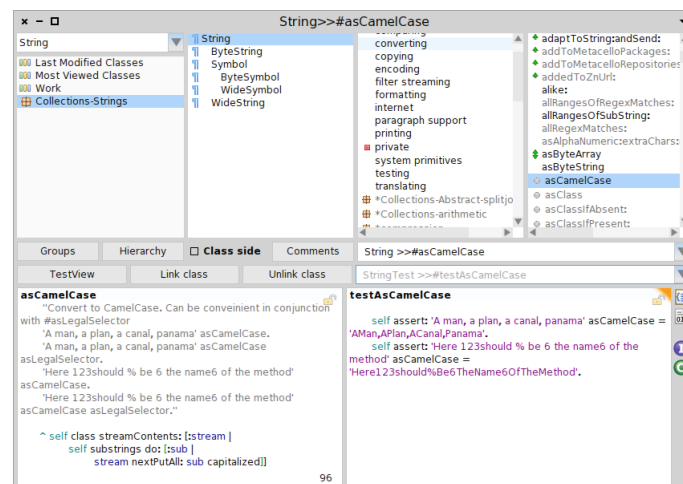 String>>#asCamelCase
String
Last Modified Classes
Most Viewed Classes
Work
Collections-Strings
String
ByteString
Symbol
ByteSymbol
WideSymbol
WideString
comparing
converting
copying
encoding
filter streaming
formatting
internet
paragraph support
printing
private
system primitives
testing
translating
*Collections-Abstract-splitjo
*Collections-arithmetic
adaptToString:andSend:
addToMetacelloPackages:
addToMetacelloRepositories
addedToZnUrl:
alike:
allRangesOfRegexMatches:
allRangesOfSubString:
allRegexMatches:
asAlphaNumeric:extraChars:
asByteArray
asByteString
asCamelCase
asClass
asClassIfAbsent:
asClassIfPresent:
Groups
Hierarchy
Class side
Comments
String >>#asCamelCase
TestView
Link class
Unlink class
StringTest >>#testAsCamelCase
asCamelCase
"Convert to CamelCase. Can be conveinient in conjunction
with #asLegalSelector
'A man, a plan, a canal, panama' asCamelCase.
'A man, a plan, a canal, panama' asCamelCase
asLegalSelector.
'Here 123should % be 6 the name6 of the method'
asCamelCase.
'Here 123should % be 6 the name6 of the method'
asCamelCase asLegalSelector."
^ self class streamContents: [:stream |
self substrings do: [:sub |
stream nextPutAll: sub capitalized]]
96
testAsCamelCase
self assert: 'A man, a plan, a canal, panama' asCamelCase =
'AMan,APlan,ACanal,Panama'.
self assert: 'Here 123should % be 6 the name6 of the
method' asCamelCase =
'Here123should%Be6TheName6OfTheMethod'.